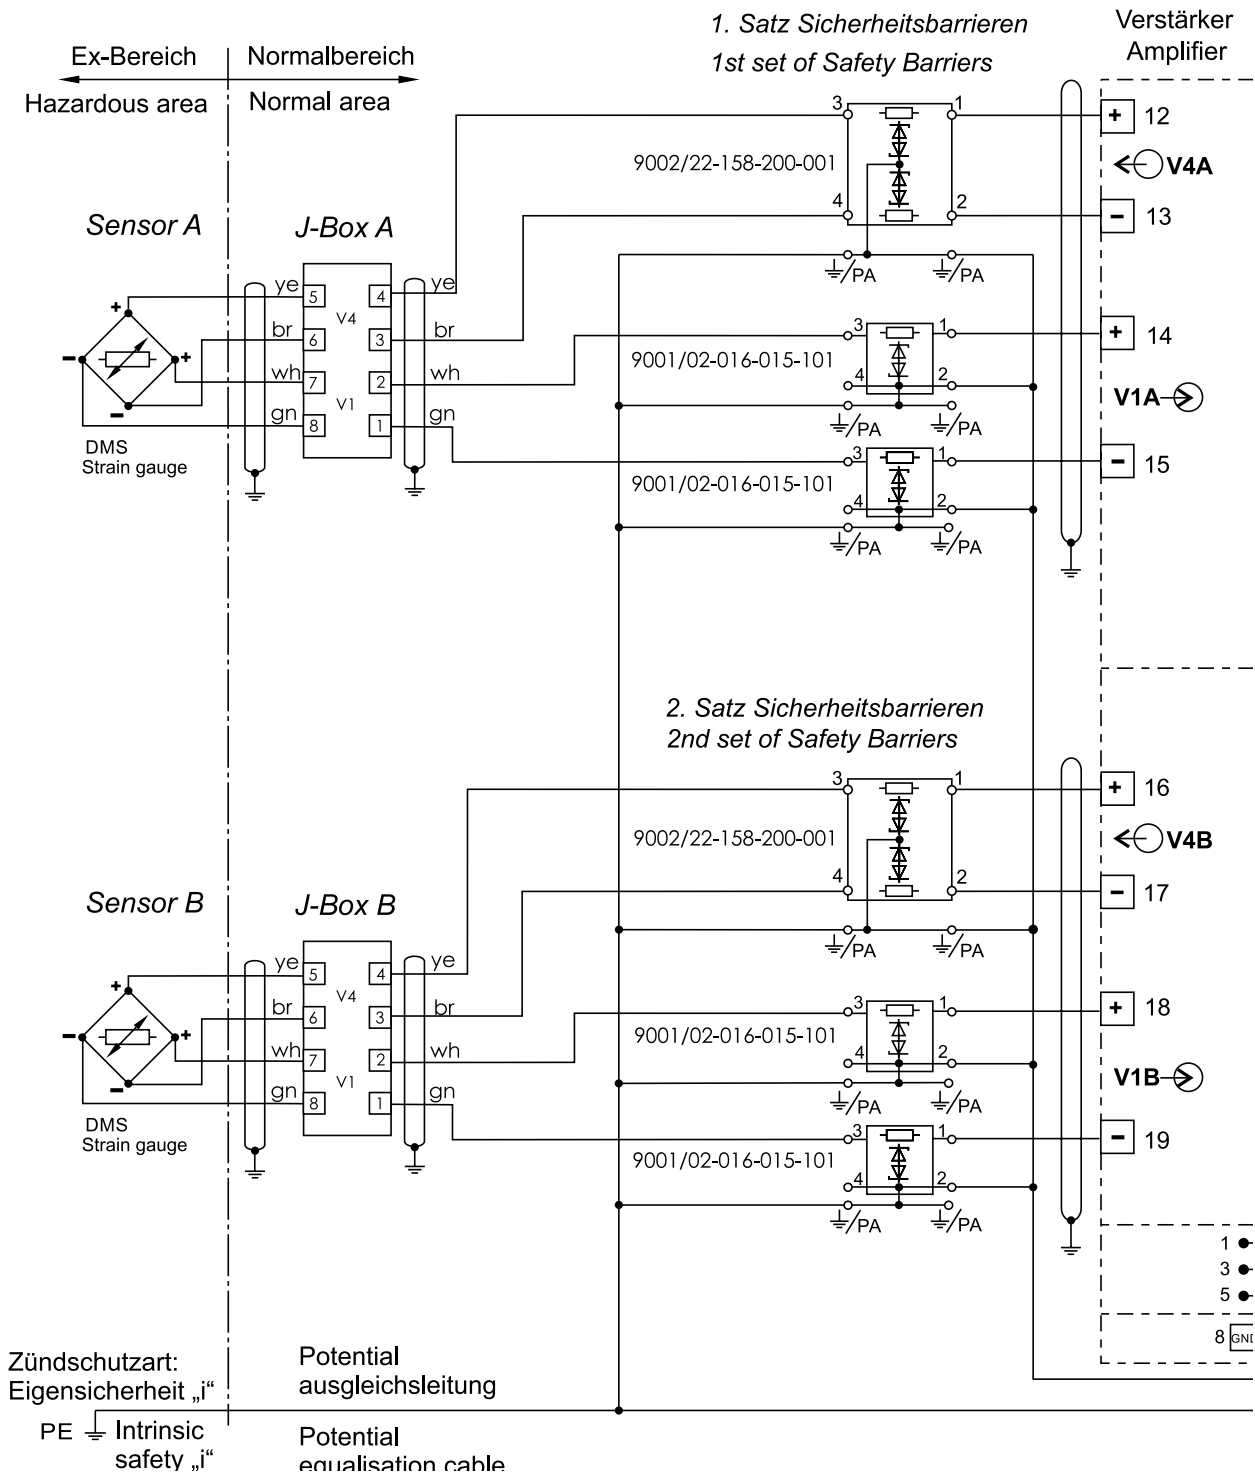 1. Satz Sicherheitsbarrieren
1st set of Safety Barriers
Verstärker
Amplifier
Ex-Bereich
Normalbereich
Hazardous area
Normal area
3
1
+
12
9002/22-158-200-001
V4A
4
2
-
13
Sensor A
J-Box A
/PA
/PA
ye
5
4
ye
+
V4
br
6
3
br
3
1
+
14
-
+
9001/02-016-015-101
wh
7
2
wh
4
2
V1A
-
V1
gn
8
1
gn
/PA
/PA
DMS
Strain gauge
3
1
-
15
9001/02-016-015-101
4
2
/PA
/PA
2. Satz Sicherheitsbarrieren
2nd set of Safety Barriers
3
1
+
16
9002/22-158-200-001
V4B
4
2
-
17
Sensor B
J-Box B
/PA
/PA
ye
5
4
ye
+
V4
br
6
3
br
3
1
+
18
-
+
9001/02-016-015-101
wh
7
2
wh
4
2
V1B
-
V1
gn
8
1
gn
/PA
/PA
DMS
Strain gauge
3
1
-
19
9001/02-016-015-101
4
2
/PA
/PA
1
3
5
8 GND
Zündschutzart:
Eigensicherheit „i“
Potential
ausgleichsleitung
PE
Intrinsic
safety „i“
Potential
equalisation cable